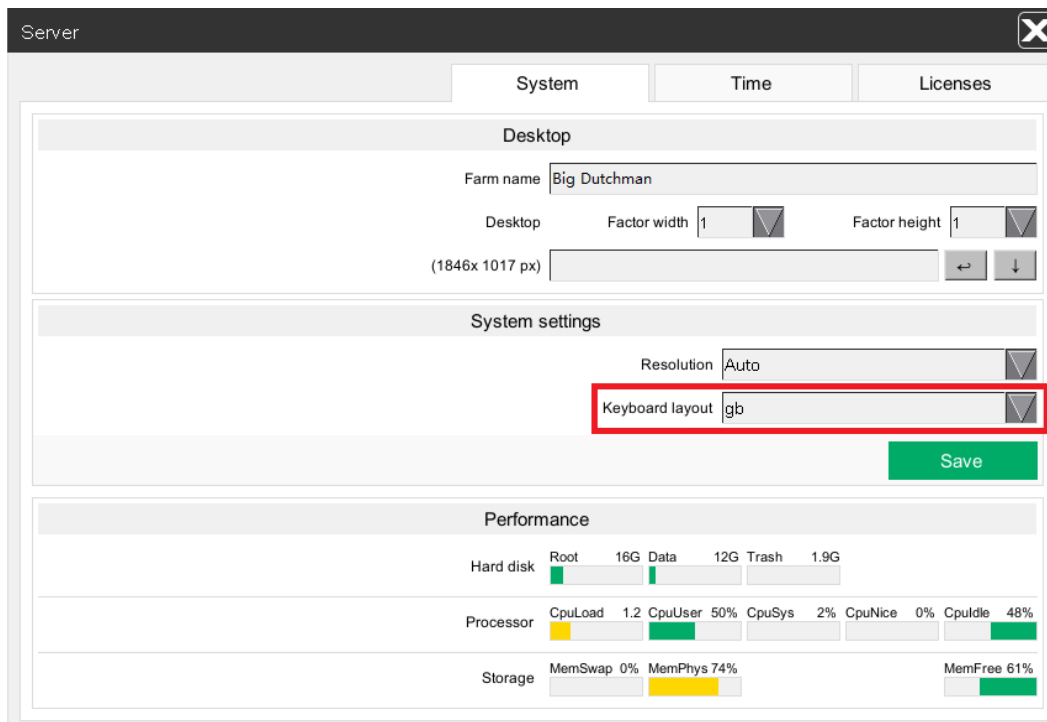 Server
System Time Licenses
Desktop
Farm name Big Dutchman
Desktop Factor width 1 Factor height 1
(1846x 1017 px) ↩ ↓
System settings
Resolution Auto
Keyboard layout gb
Save
Performance
Hard disk Root 16G Data 12G Trash 1.9G
Processor CpuLoad 1.2 CpuUser 50% CpuSys 2% CpuNice 0% CpuIdle 48%
Storage MemSwap 0% MemPhys 74% MemFree 61%